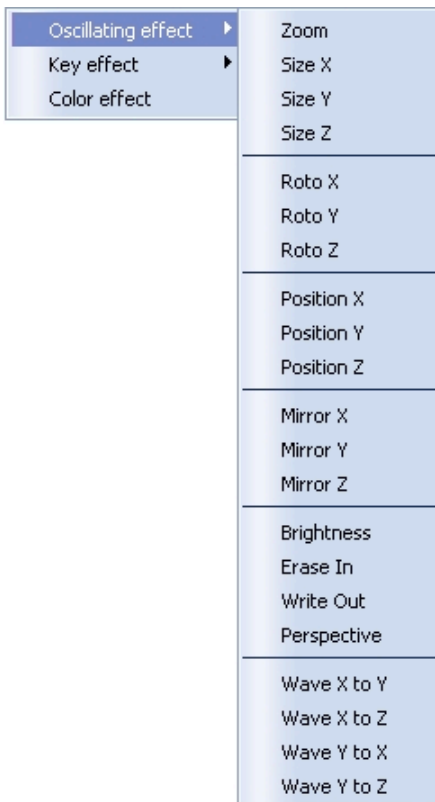 Oscillating effect
Key effect
Color effect
Zoom
Size X
Size Y
Size Z
Roto X
Roto Y
Roto Z
Position X
Position Y
Position Z
Mirror X
Mirror Y
Mirror Z
Brightness
Erase In
Write Out
Perspective
Wave X to Y
Wave X to Z
Wave Y to X
Wave Y to Z